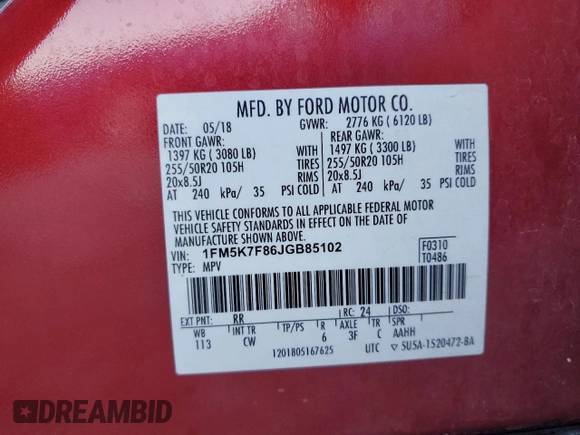 MFD. BY FORD MOTOR CO.
DATE: 05/18 GVWR: 2776 KG ( 6120 LB)
FRONT GAWR: REAR GAWR:
1397 KG ( 3080 LB) WITH 1497 KG ( 3300 LB) WITH
255/50R20 105H TIRES 255/50R20 105H TIRES
20x8.5J RIMS 20x8.5J RIMS
AT 240 kPa/ 35 PSI COLD AT 240 kPa/ 35 PSI COLD
THIS VEHICLE CONFORMS TO ALL APPLICABLE FEDERAL MOTOR
VEHICLE SAFETY STANDARDS IN EFFECT ON THE DATE OF
MANUFACTURE SHOWN ABOVE.
VIN: 1FM5K7F86JGB85102 F0310
TYPE: MPV T0486
EXT PNT: RR RC: 24 DSO:
WB INT TR TP/PS R AXLE TR SPR
113 CW 6 3F C AAHH
1201805167625 UTC ▽ 5U5A-1520472-BA
DREAMBID